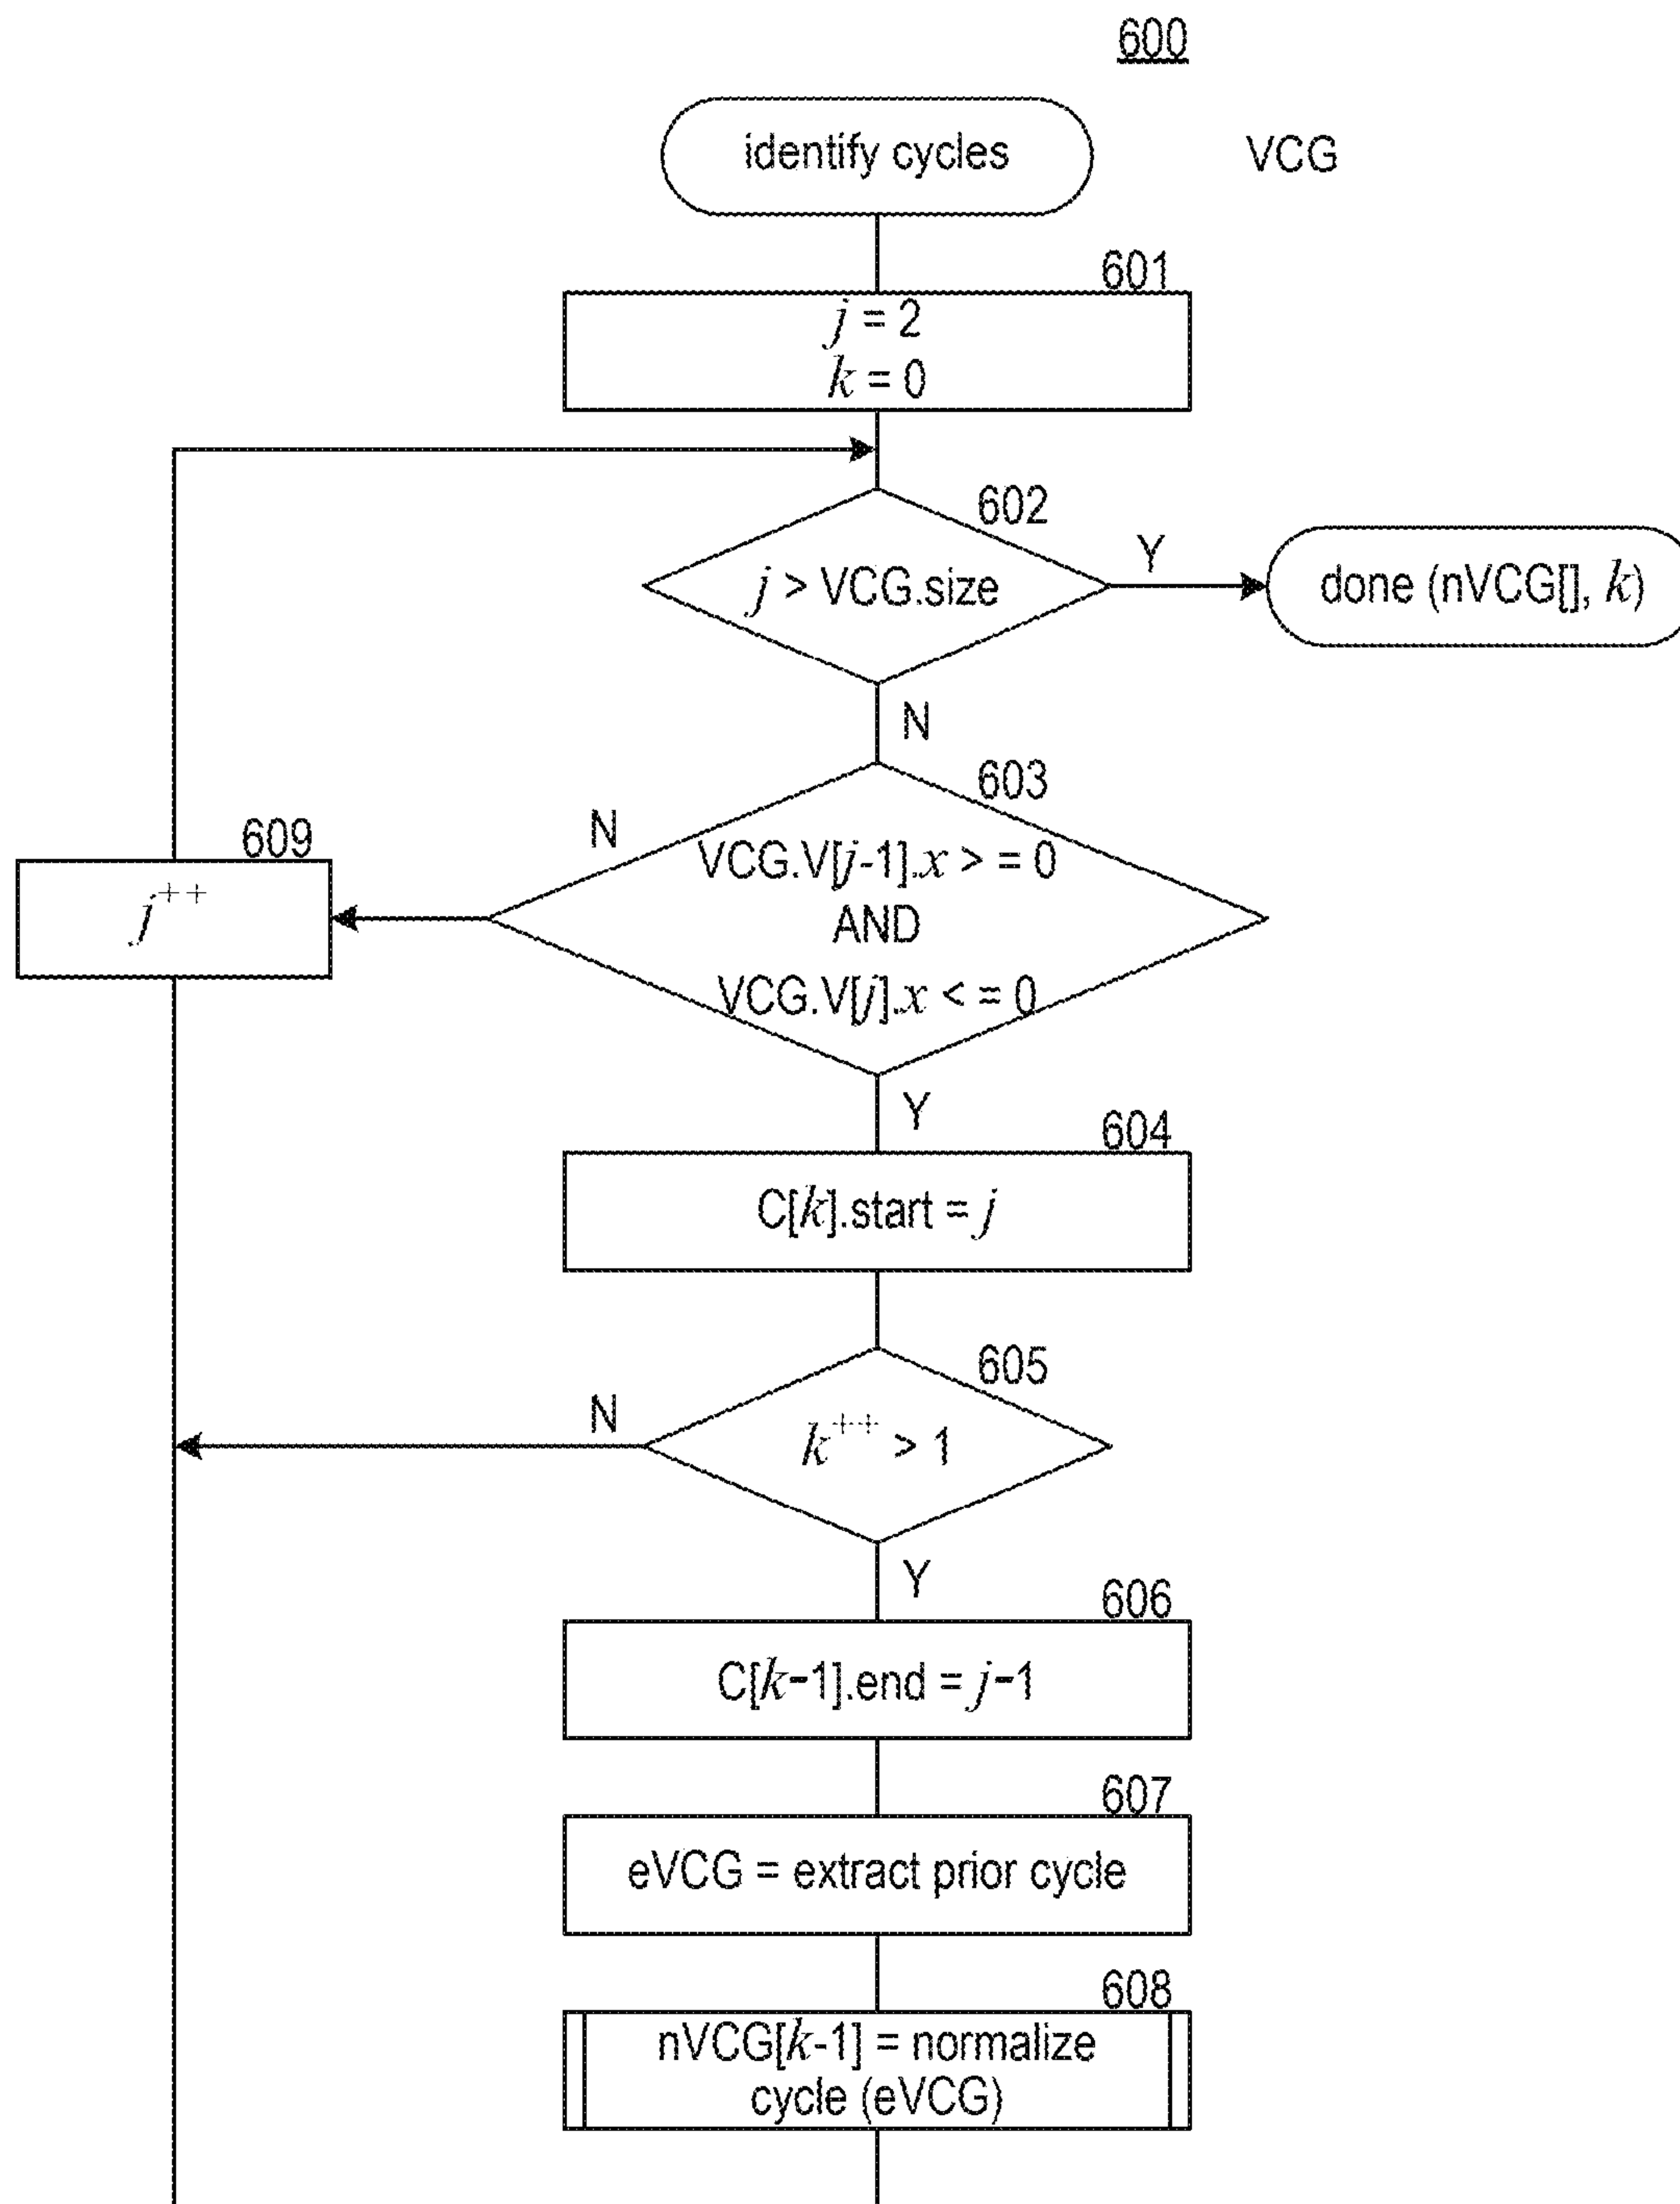 600
identify cycles
VCG
601
j = 2
k = 0
602
j > VCG.size
Y
done (nVCG[], k)
N
603
N
VCG.V[j-1].x > = 0
AND
VCG.V[j].x < = 0
609
j++
Y
604
C[k].start = j
605
N
k++ > 1
Y
606
C[k−1].end = j−1
607
eVCG = extract prior cycle
608
nVCG[k-1] = normalize
cycle (eVCG)